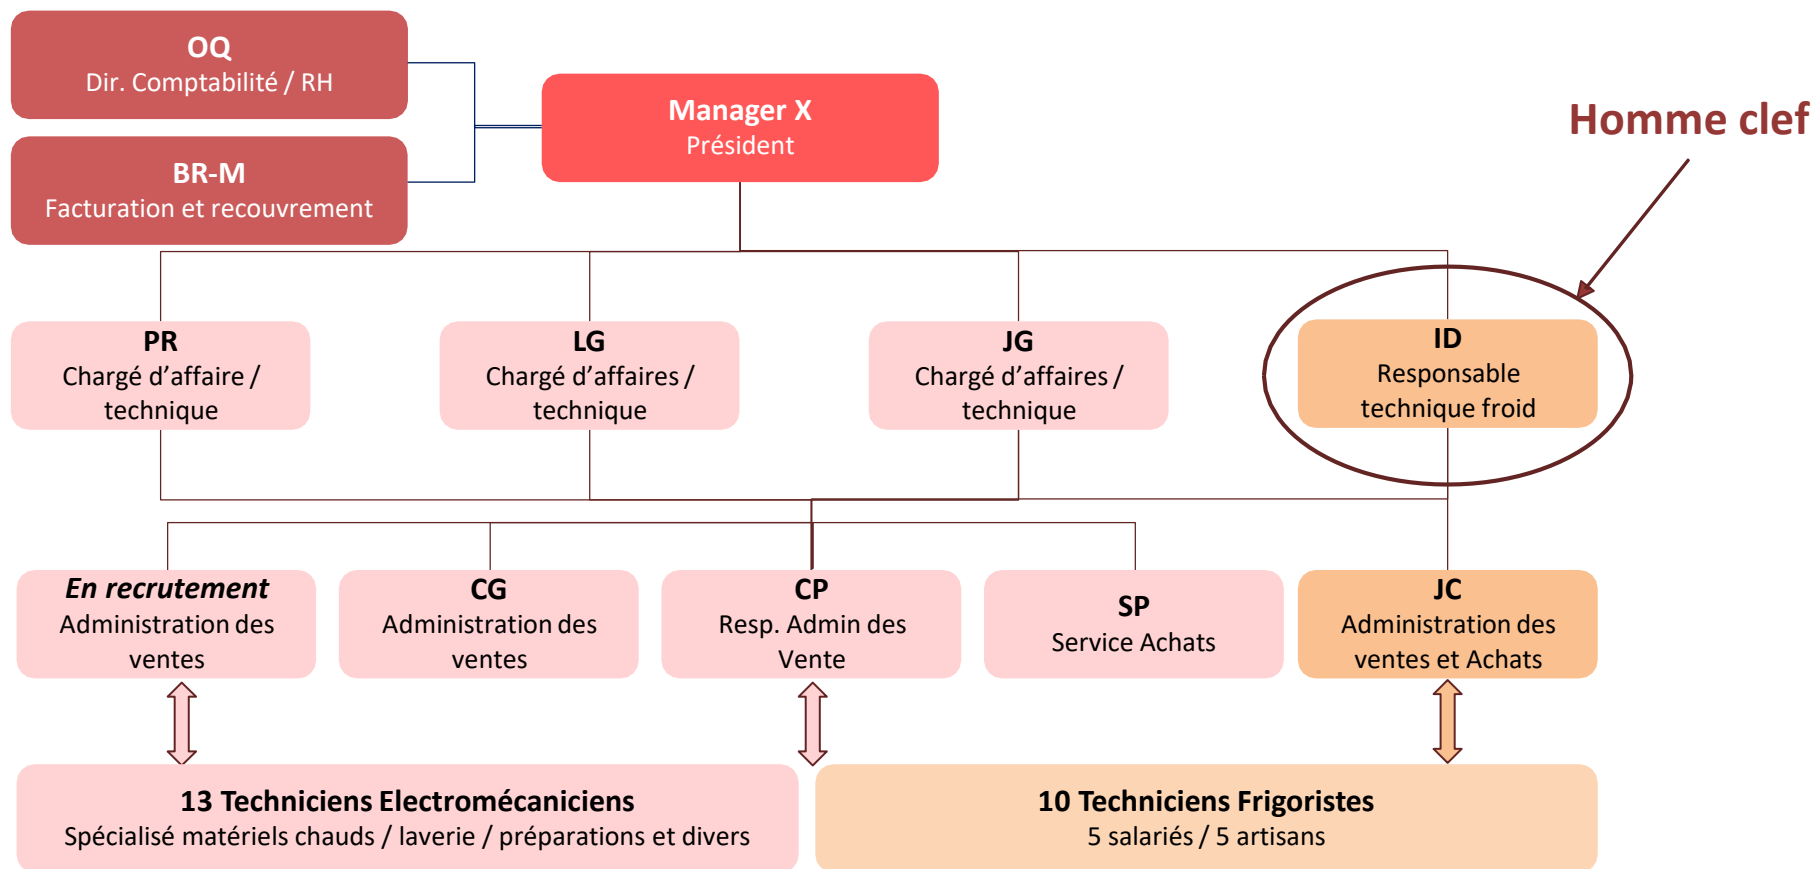 OQ
Dir. Comptabilité / RH
Manager X
Président
Homme clef
BR-M
Facturation et recouvrement
PR
Chargé d’affaire /
technique
LG
Chargé d’affaires /
technique
JG
Chargé d’affaires /
technique
ID
Responsable
technique froid
En recrutement
Administration des
ventes
CG
Administration des
ventes
CP
Resp. Admin des
Vente
SP
Service Achats
JC
Administration des
ventes et Achats
13 Techniciens Electromécaniciens
Spécialisé matériels chauds / laverie / préparations et divers
10 Techniciens Frigoristes
5 salariés / 5 artisans